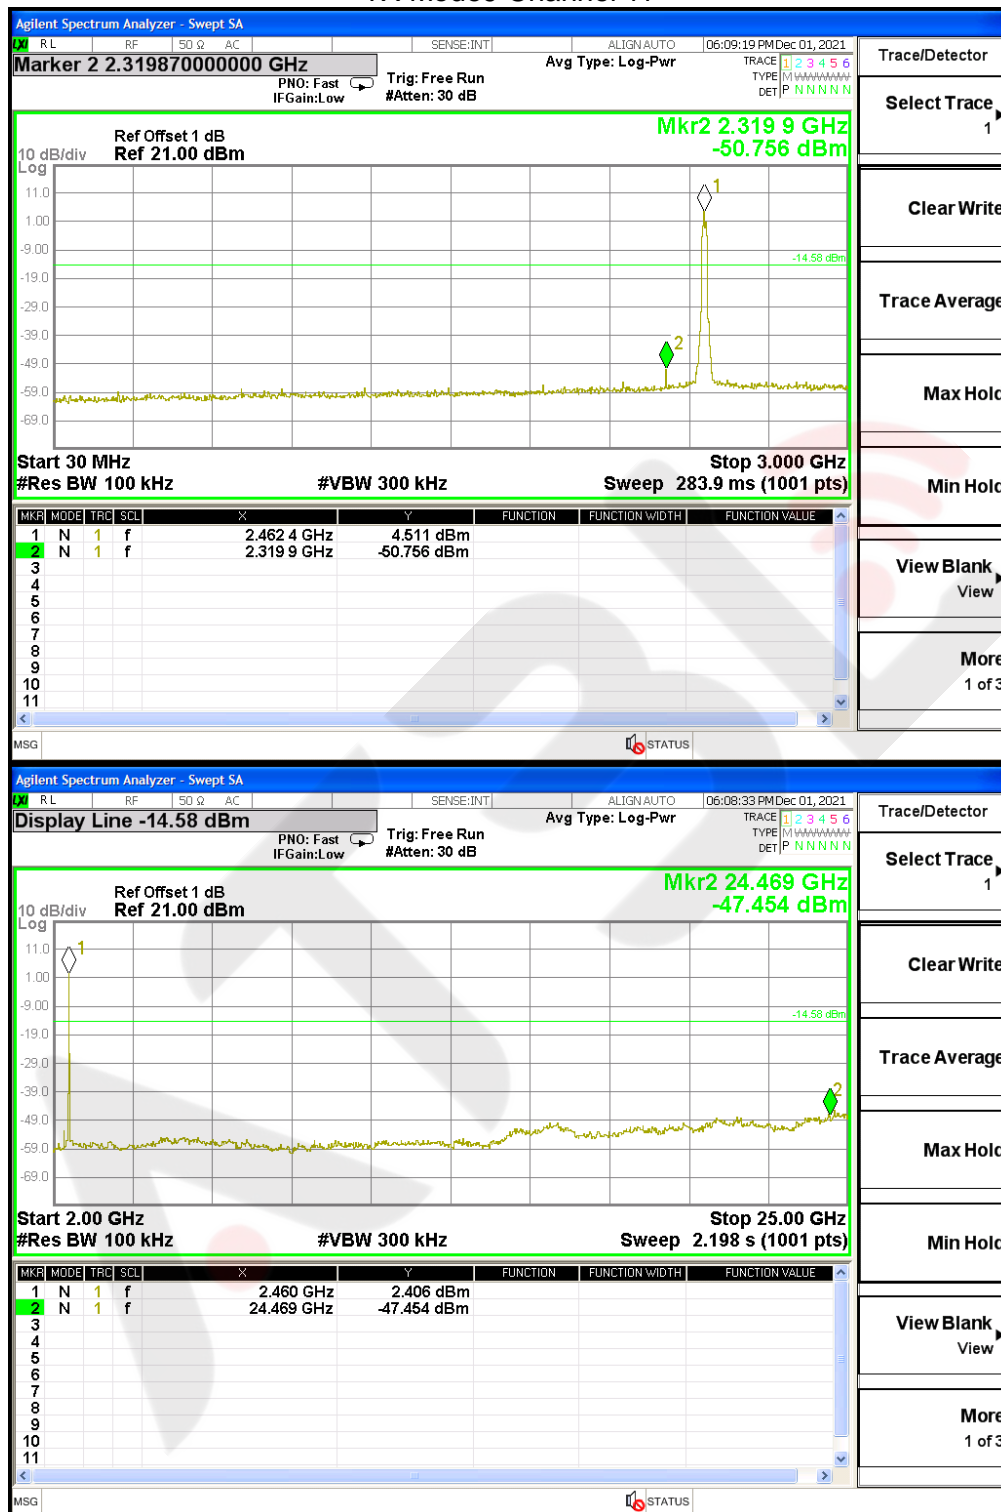 Agilent Spectrum Analyzer - Swept SA
LXI RL RF 50 Ω AC SENSE:INT ALIGNAUTO 06:09:19 PM Dec 01, 2021
Marker 2 2.319870000000 GHz
PNO: Fast
IFGain:Low
Trig: Free Run
#Atten: 30 dB
Avg Type: Log-Pwr
TRACE 1 2 3 4 5 6
TYPE M WWWWW
DET P N N N N N
Ref Offset 1 dB
Ref 21.00 dBm
10 dB/div
Log
Mkr2 2.319 9 GHz
-50.756 dBm
11.0
1.00
-9.00
-19.0
-29.0
-39.0
-49.0
-59.0
-69.0
1
2
-14.58 dBm
Start 30 MHz
Stop 3.000 GHz
#Res BW 100 kHz #VBW 300 kHz Sweep 283.9 ms (1001 pts)
MKR MODE TRC SCL X Y FUNCTION FUNCTION WIDTH FUNCTION VALUE
1 N 1 f 2.462 4 GHz 4.511 dBm
2 N 1 f 2.319 9 GHz -50.756 dBm
3
4
5
6
7
8
9
10
11
MSG STATUS
Trace/Detector
Select Trace
1
Clear Write
Trace Average
Max Hold
Min Hold
View Blank
View
More
1 of 3
Agilent Spectrum Analyzer - Swept SA
LXI RL RF 50 Ω AC SENSE:INT ALIGNAUTO 06:08:33 PM Dec 01, 2021
Display Line -14.58 dBm
PNO: Fast
IFGain:Low
Trig: Free Run
#Atten: 30 dB
Avg Type: Log-Pwr
TRACE 1 2 3 4 5 6
TYPE M WWWWW
DET P N N N N N
Ref Offset 1 dB
Ref 21.00 dBm
10 dB/div
Log
Mkr2 24.469 GHz
-47.454 dBm
11.0
1.00
-9.00
-19.0
-29.0
-39.0
-49.0
-59.0
-69.0
1
2
-14.58 dBm
Start 2.00 GHz
Stop 25.00 GHz
#Res BW 100 kHz #VBW 300 kHz Sweep 2.198 s (1001 pts)
MKR MODE TRC SCL X Y FUNCTION FUNCTION WIDTH FUNCTION VALUE
1 N 1 f 2.460 GHz 2.406 dBm
2 N 1 f 24.469 GHz -47.454 dBm
3
4
5
6
7
8
9
10
11
MSG STATUS
Trace/Detector
Select Trace
1
Clear Write
Trace Average
Max Hold
Min Hold
View Blank
View
More
1 of 3